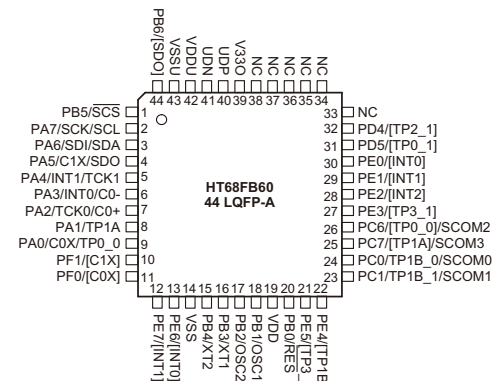 PB6/[SDO]
VSSU
VDDU
UDN
UDP
V33O
NC
NC
NC
NC
NC
44 43 42 41 40 39 38 37 36 35 34
PB5/SCS 1
PA7/SCK/SCL 2
PA6/SDI/SDA 3
PA5/C1X/SDO 4
PA4/INT1/TCK1 5
PA3/INT0/C0- 6
PA2/TCK0/C0+ 7
PA1/TP1A 8
PA0/C0X/TP0_0 9
PF1/[C1X] 10
PF0/[C0X] 11
HT68FB60
44 LQFP-A
33 NC
32 PD4/[TP2_1]
31 PD5/[TP0_1]
30 PE0/[INT0]
29 PE1/[INT1]
28 PE2/[INT2]
27 PE3/[TP3_1]
26 PC6/[TP0_0]/SCOM2
25 PC7/[TP1A]/SCOM3
24 PC0/TP1B_0/SCOM0
23 PC1/TP1B_1/SCOM1
12 13 14 15 16 17 18 19 20 21 22
PE7/[INT1]
PE6/[INT0]
VSS
PB4/XT2
PB3/XT1
PB2/OSC2
PB1/OSC1
VDD
PB0/RES
PE5/[TP3_
PE4/[TP1B